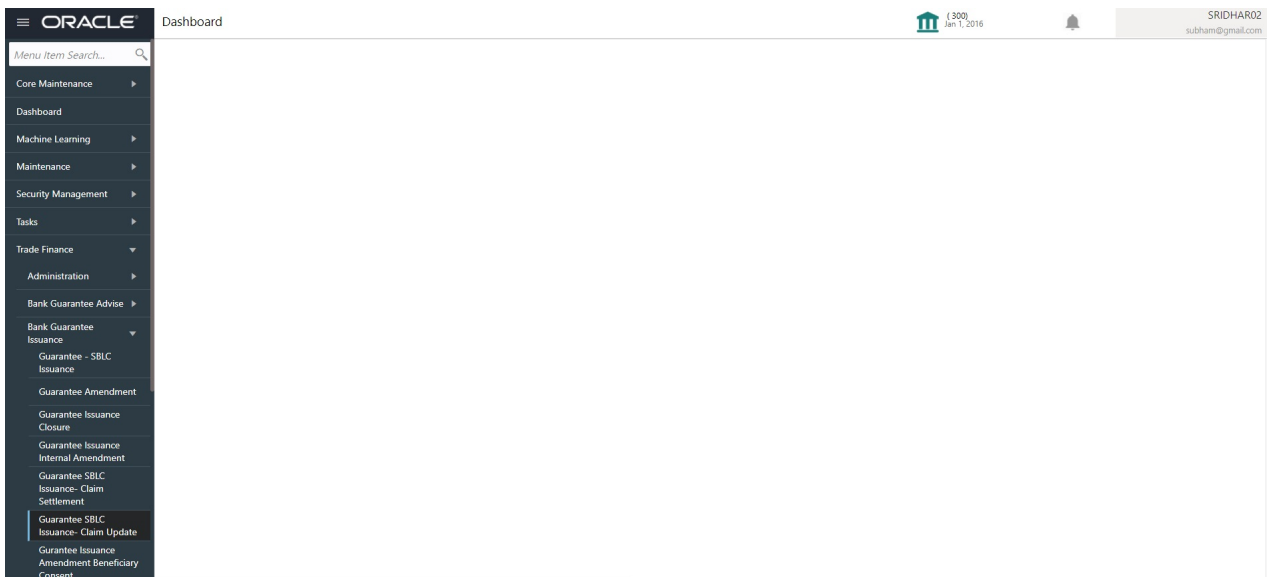 ORACLE
Dashboard
( 300)
Jan 1, 2016
SRIDHAR02
subham@gmail.com
Menu Item Search...
Core Maintenance
Dashboard
Machine Learning
Maintenance
Security Management
Tasks
Trade Finance
Administration
Bank Guarantee Advise
Bank Guarantee
Issuance
Guarantee - SBLC
Issuance
Guarantee Amendment
Guarantee Issuance
Closure
Guarantee Issuance
Internal Amendment
Guarantee SBLC
Issuance- Claim
Settlement
Guarantee SBLC
Issuance- Claim Update
Gurantee Issuance
Amendment Beneficiary
Consent